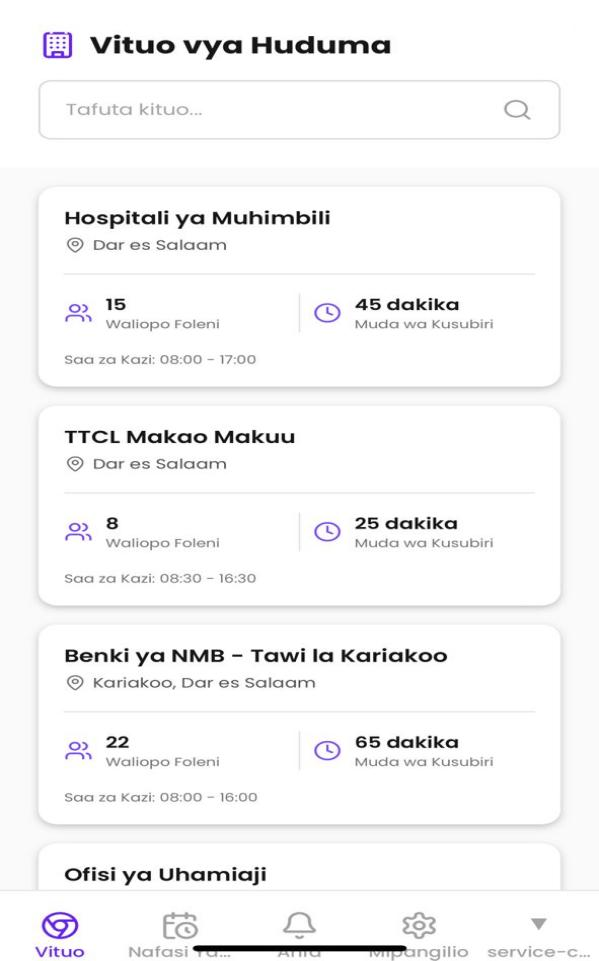 Vituo vya Huduma
Tafuta kituo...
Hospitali ya Muhimbili
Dar es Salaam
15
Waliopo Foleni
45 dakika
Muda wa Kusubiri
Saa za Kazi: 08:00 - 17:00
TTCL Makao Makuu
Dar es Salaam
8
Waliopo Foleni
25 dakika
Muda wa Kusubiri
Saa za Kazi: 08:30 - 16:30
Benki ya NMB - Tawi la Kariakoo
Kariakoo, Dar es Salaam
22
Waliopo Foleni
65 dakika
Muda wa Kusubiri
Saa za Kazi: 08:00 - 16:00
Ofisi ya Uhamiaji
Vituo
Nafasi Ya...
Arifa
Mipangilio
service-c...